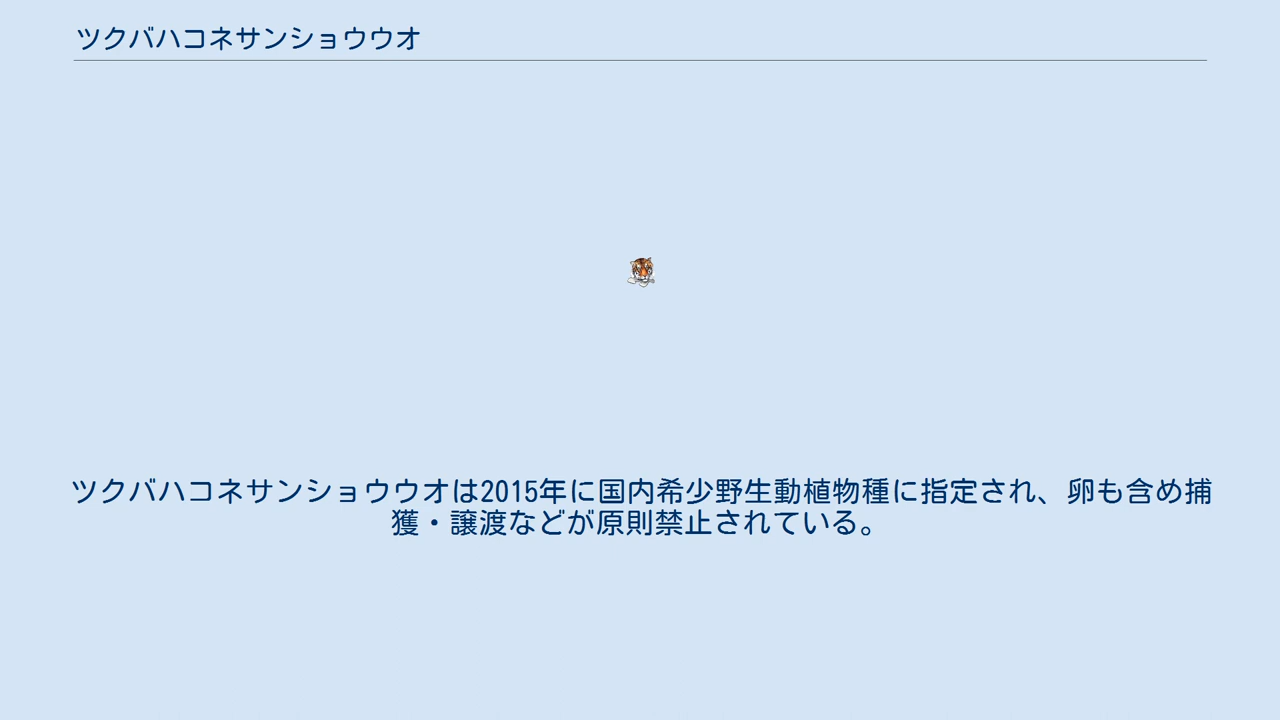 ツクバハコネサンショウウオ
ツクバハコネサンショウウオは2015年に国内希少野生動植物種に指定され、卵も含め捕
獲・譲渡などが原則禁止されている。